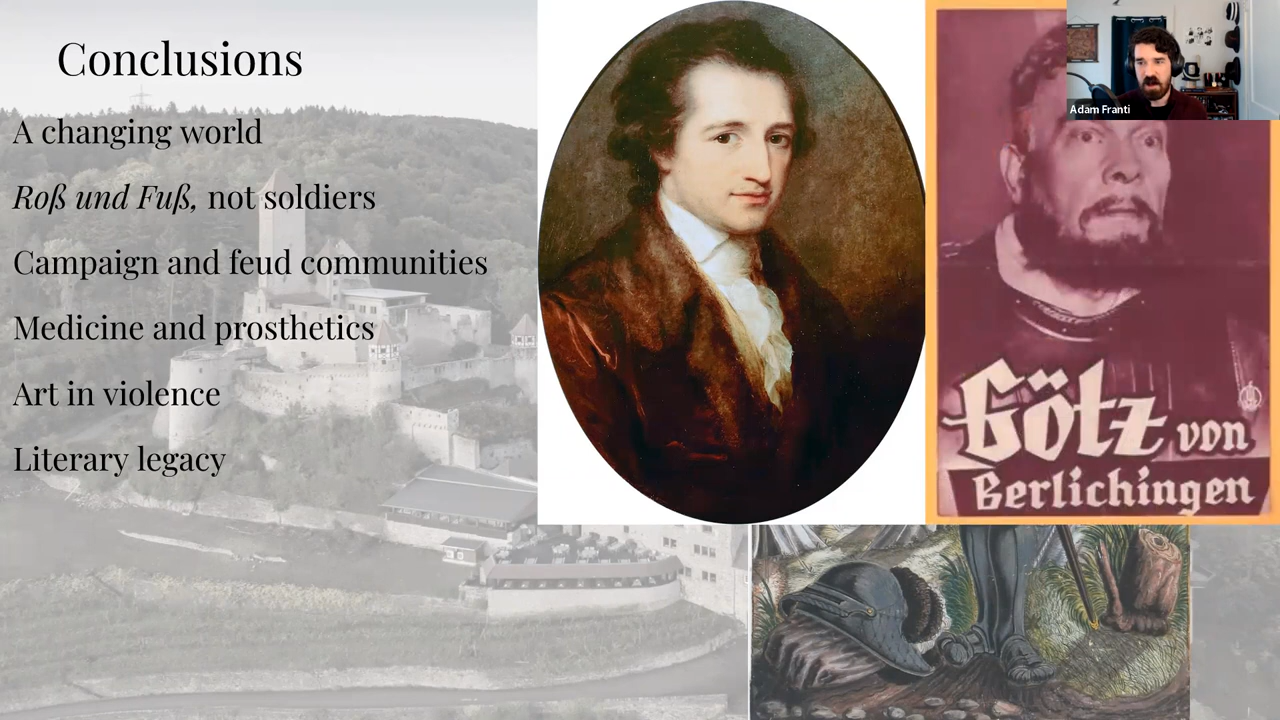 Conclusions
A changing world
Roß und Fuß, not soldiers
Campaign and feud communities
Medicine and prosthetics
Art in violence
Literary legacy
Adam Franti
Götz von
Berlichingen